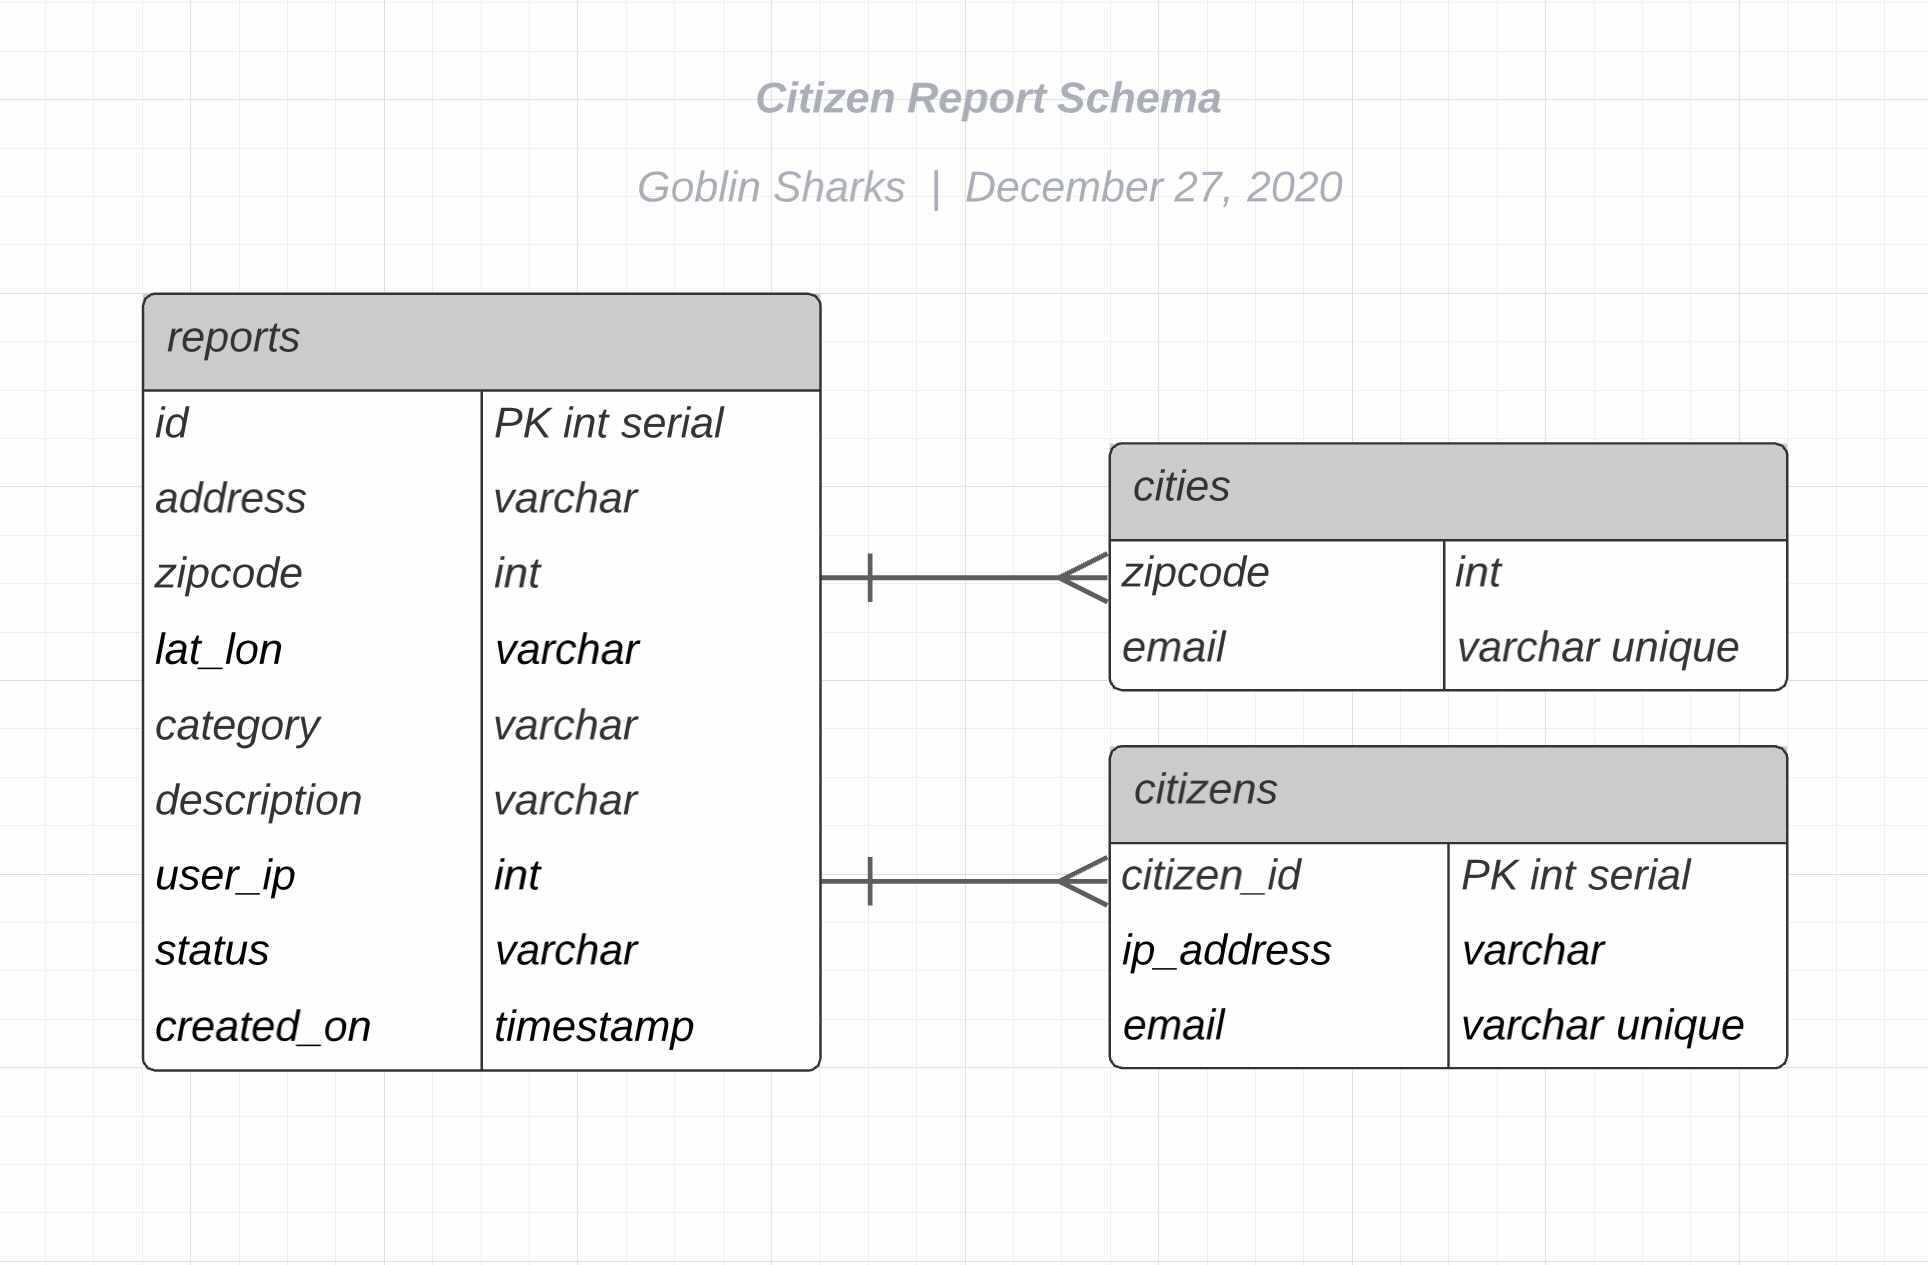 Citizen Report Schema
Goblin Sharks | December 27, 2020
reports
id PK int serial
address varchar
zipcode int
lat_lon varchar
category varchar
description varchar
user_ip int
status varchar
created_on timestamp
cities
zipcode int
email varchar unique
citizens
citizen_id PK int serial
ip_address varchar
email varchar unique